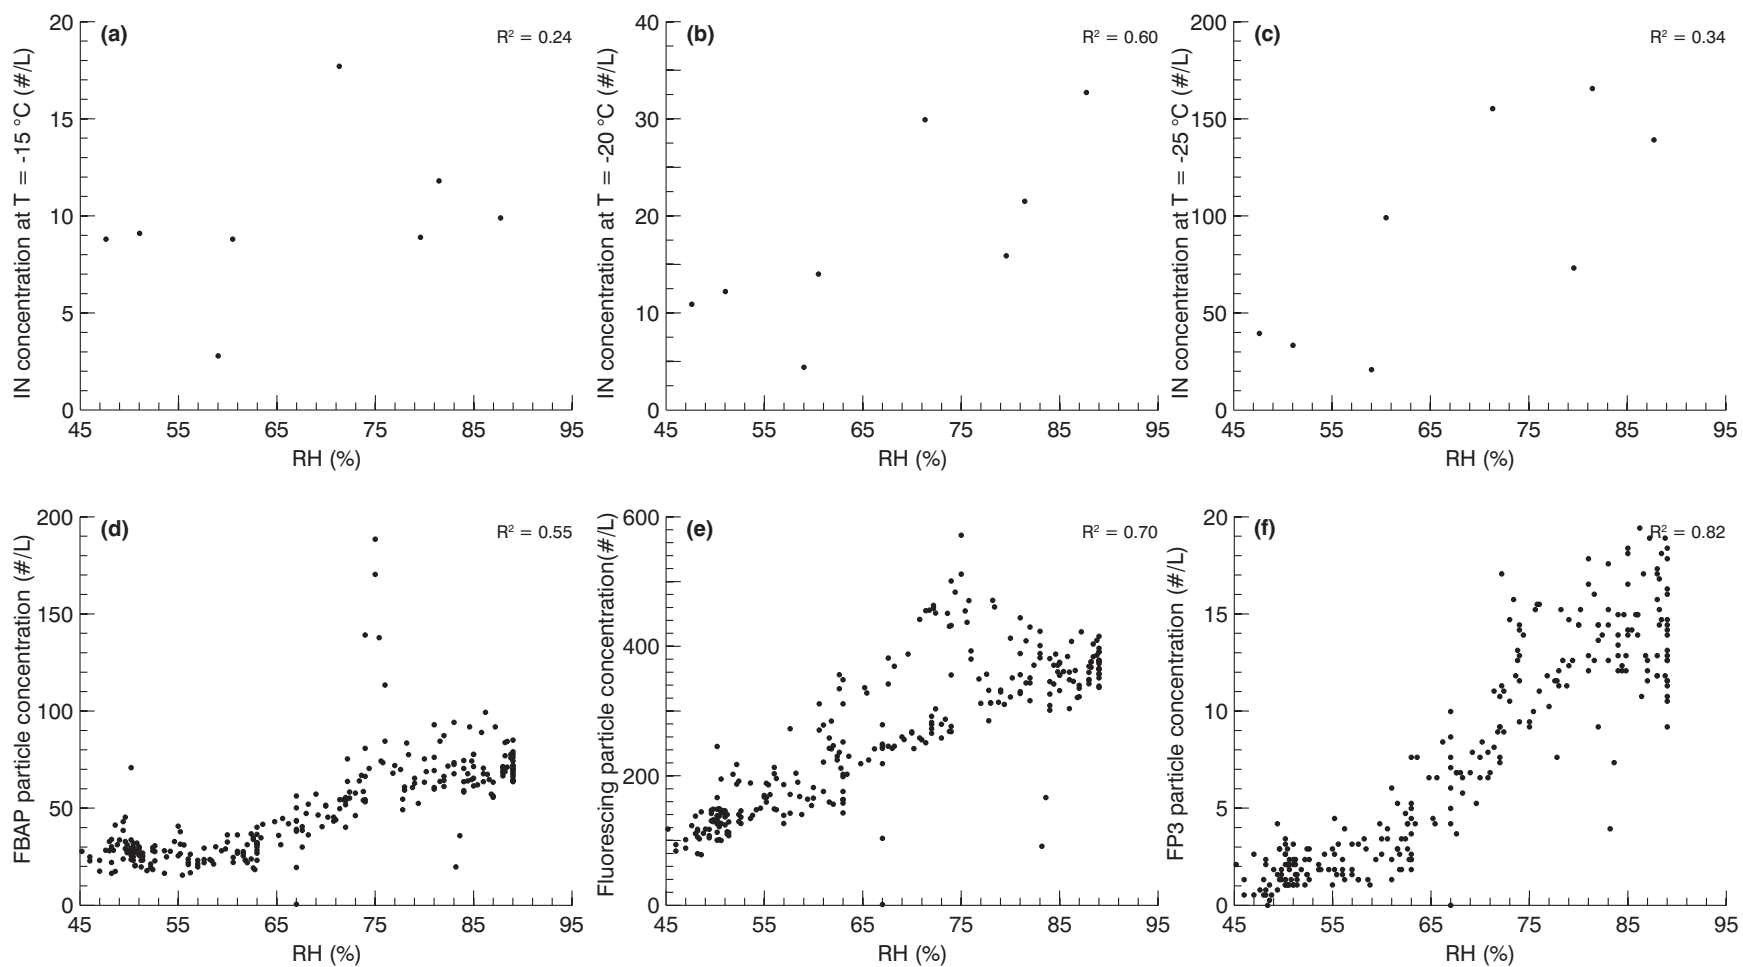 (a)
R² = 0.24
IN concentration at T = -15 °C (#/L)
20
15
10
5
0
45 55 65 75 85 95
RH (%)
(b)
R² = 0.60
IN concentration at T = -20 °C (#/L)
40
30
20
10
0
45 55 65 75 85 95
RH (%)
(c)
R² = 0.34
IN concentration at T = -25 °C (#/L)
200
150
100
50
0
45 55 65 75 85 95
RH (%)
(d)
R² = 0.55
FBAP particle concentration (#/L)
200
150
100
50
0
45 55 65 75 85 95
RH (%)
(e)
R² = 0.70
Fluorescing particle concentration(#/L)
600
400
200
0
45 55 65 75 85 95
RH (%)
(f)
R² = 0.82
FP3 particle concentration (#/L)
20
15
10
5
0
45 55 65 75 85 95
RH (%)